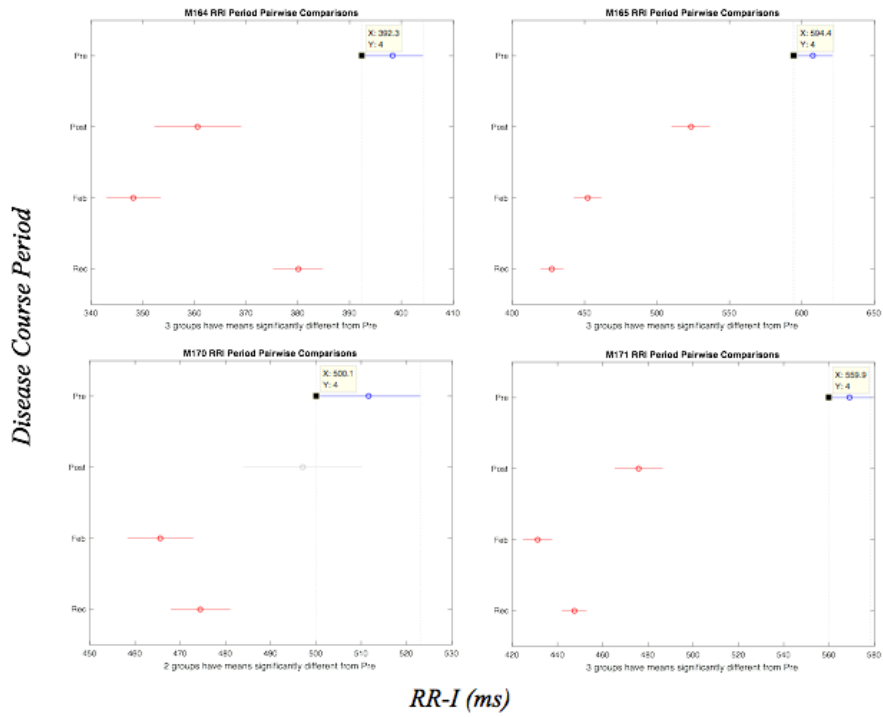 M164 RRI Period Pairwise Comparisons
X: 392.3
Y: 4
Pre
Post
Feb
Rec
340 350 360 370 380 390 400 410
3 groups have means significantly different from Pre
M165 RRI Period Pairwise Comparisons
X: 594.4
Y: 4
Pre
Post
Feb
Rec
400 450 500 550 600 650
3 groups have means significantly different from Pre
Disease Course Period
M170 RRI Period Pairwise Comparisons
X: 500.1
Y: 4
Pre
Post
Feb
Rec
450 460 470 480 490 500 510 520 530
2 groups have means significantly different from Pre
M171 RRI Period Pairwise Comparisons
X: 559.9
Y: 4
Pre
Post
Feb
Rec
420 440 460 480 500 520 540 560 580
3 groups have means significantly different from Pre
RR-I (ms)